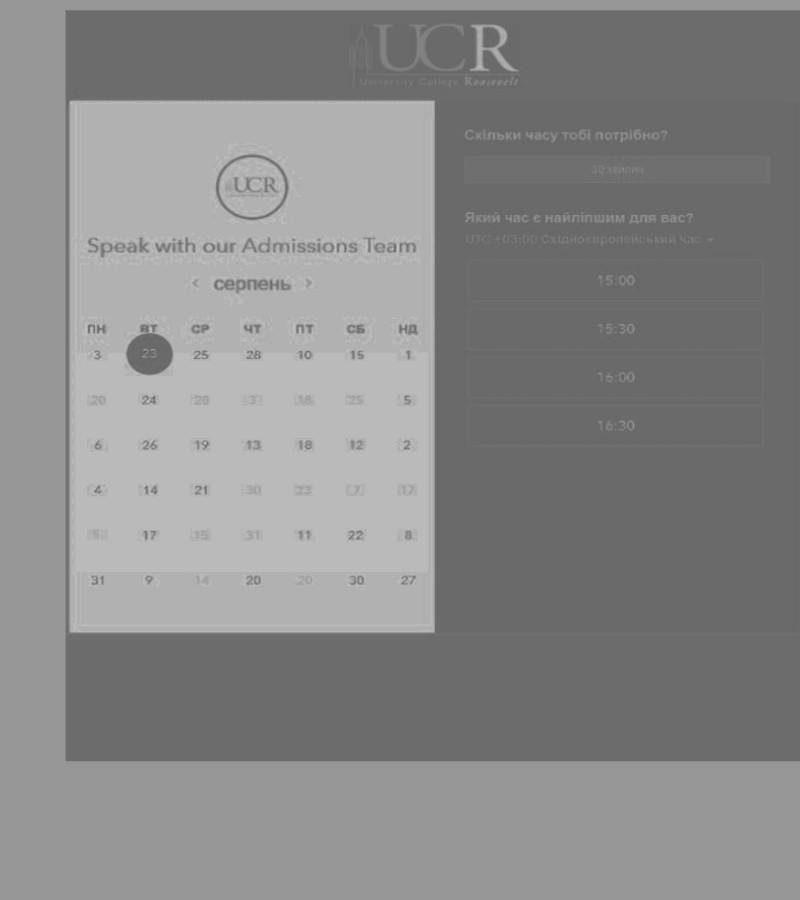 UCR
University College Roosevelt
UCR
Speak with our Admissions Team
< серпень >
ПН ВТ СР ЧТ ПТ СБ НД
3 23 25 28 10 15 1
20 24 28 3 18 25 5
6 26 19 13 18 12 2
4 14 21 30 23 7 17
5 17 15 31 11 22 8
31 9 14 20 20 30 27
Скільки часу тобі потрібно?
30 хвилин
Який час є найліпшим для вас?
UTC +03:00 Східноєвропейський час
15:00
15:30
16:00
16:30